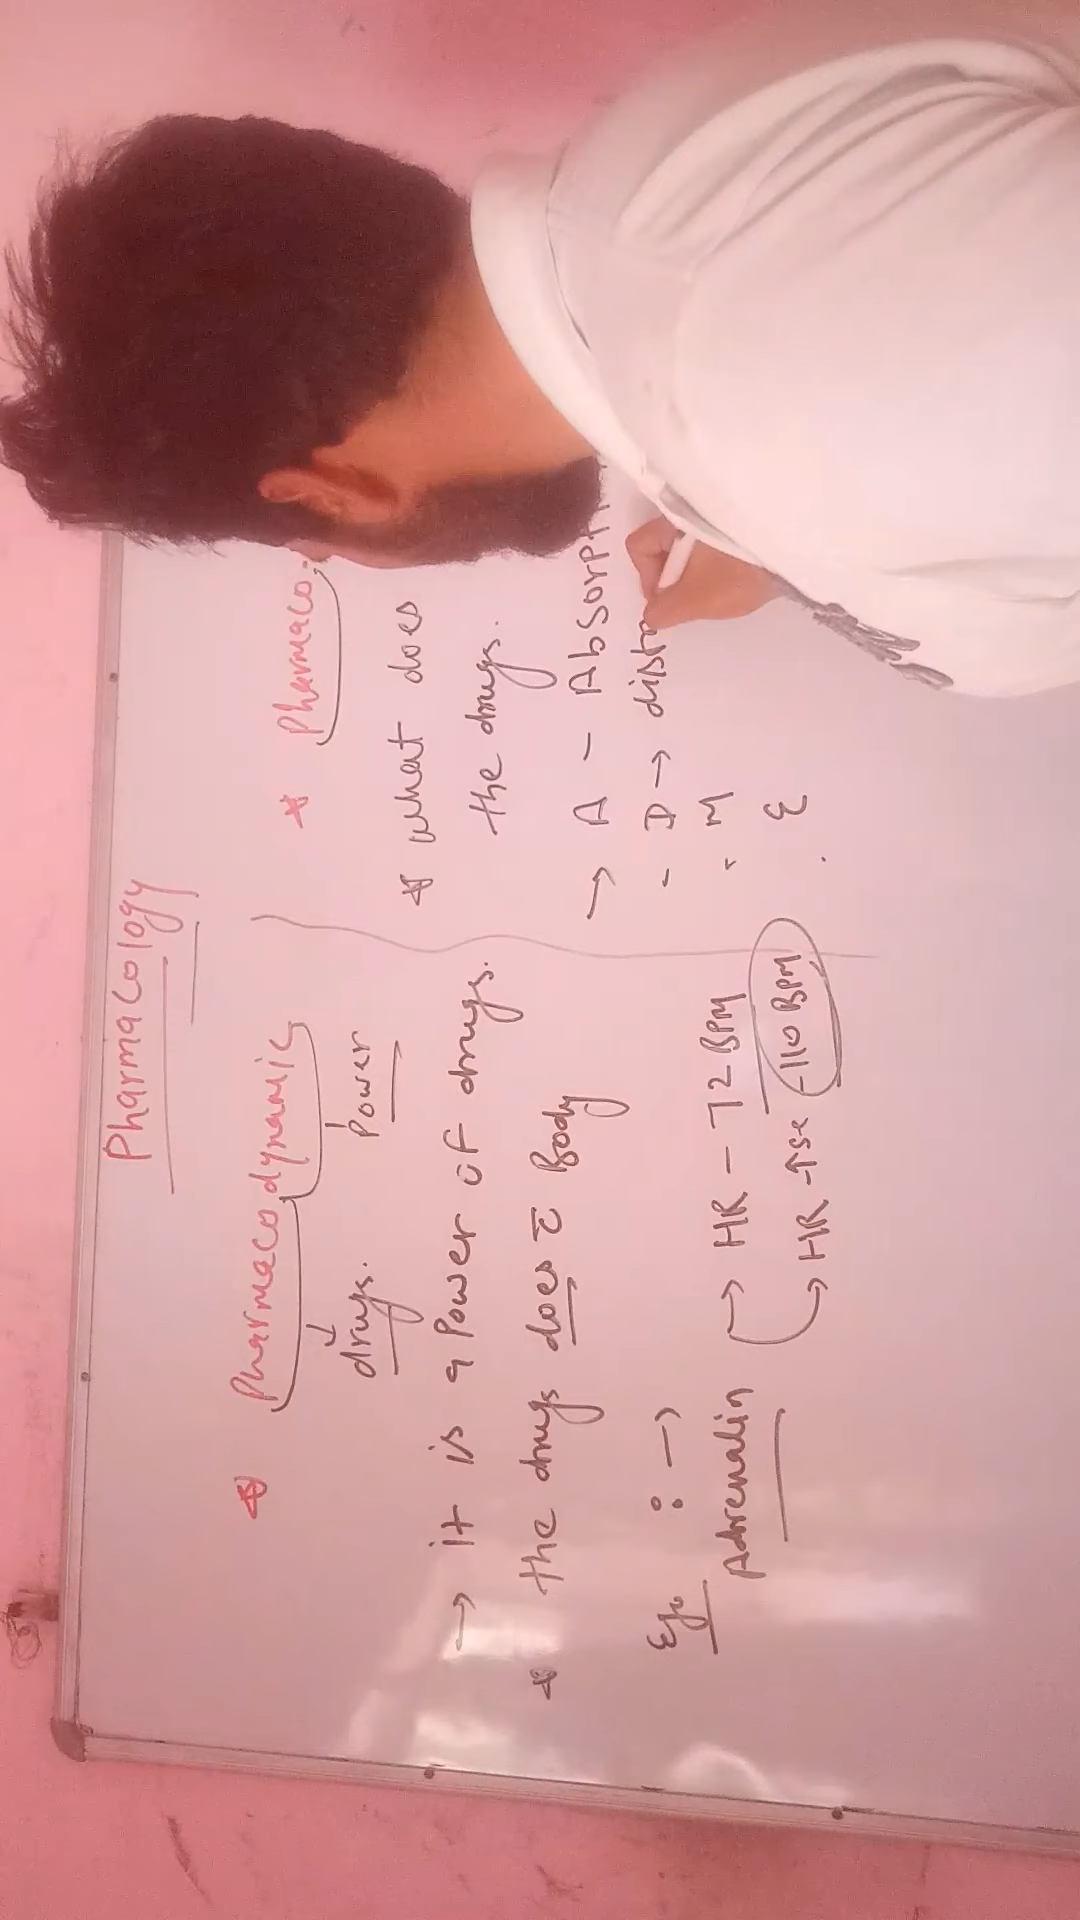 Pharmacology
* Pharmacodynamic
↓ drugs. ↓ Power
→ it is a Power of drugs.
* the drugs does c̄ Body
Eg. : →
Adrenalin → HR - 72 BPM
↳ HR - ↑se - 110 BPM
* Pharmaco
* what does
the drugs.
→ A - Absorpti
- D → distr
- M
. E